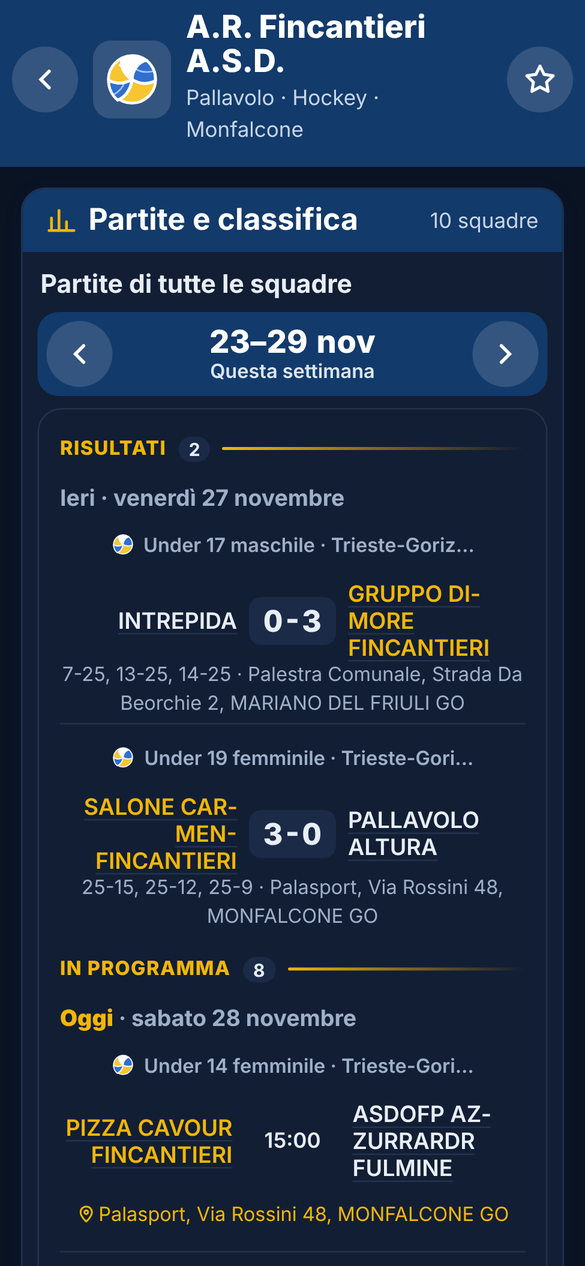 A.R. Fincantieri
A.S.D.
Pallavolo · Hockey ·
Monfalcone
Partite e classifica
10 squadre
Partite di tutte le squadre
23–29 nov
Questa settimana
RISULTATI 2
Ieri · venerdì 27 novembre
Under 17 maschile · Trieste-Goriz...
INTREPIDA
0-3
GRUPPO DI-
MORE
FINCANTIERI
7-25, 13-25, 14-25 · Palestra Comunale, Strada Da
Beorchie 2, MARIANO DEL FRIULI GO
Under 19 femminile · Trieste-Gori...
SALONE CAR-
MEN-
FINCANTIERI
3-0
PALLAVOLO
ALTURA
25-15, 25-12, 25-9 · Palasport, Via Rossini 48,
MONFALCONE GO
IN PROGRAMMA 8
Oggi · sabato 28 novembre
Under 14 femminile · Trieste-Gori...
PIZZA CAVOUR
FINCANTIERI
15:00
ASDOFP AZ-
ZURRARDR
FULMINE
Palasport, Via Rossini 48, MONFALCONE GO